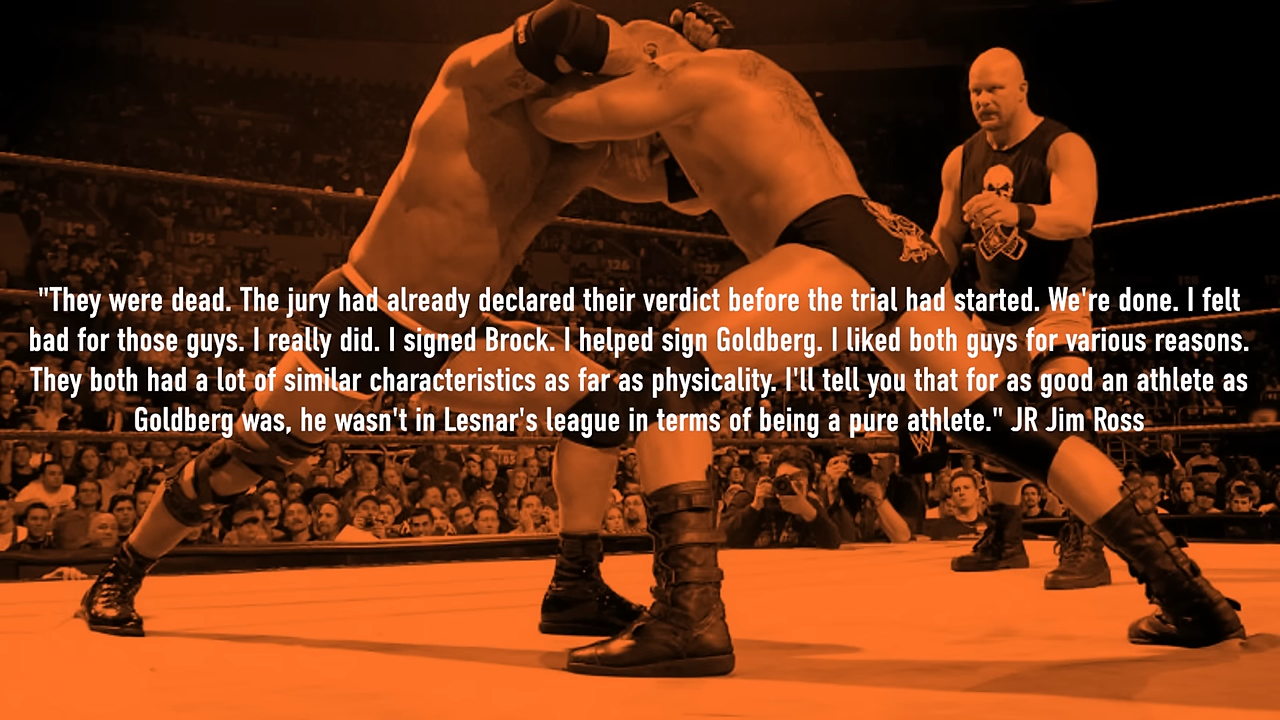 "They were dead. The jury had already declared their verdict before the trial had started. We're done. I felt
bad for those guys. I really did. I signed Brock. I helped sign Goldberg. I liked both guys for various reasons.
They both had a lot of similar characteristics as far as physicality. I'll tell you that for as good an athlete as
Goldberg was, he wasn't in Lesnar's league in terms of being a pure athlete." JR Jim Ross